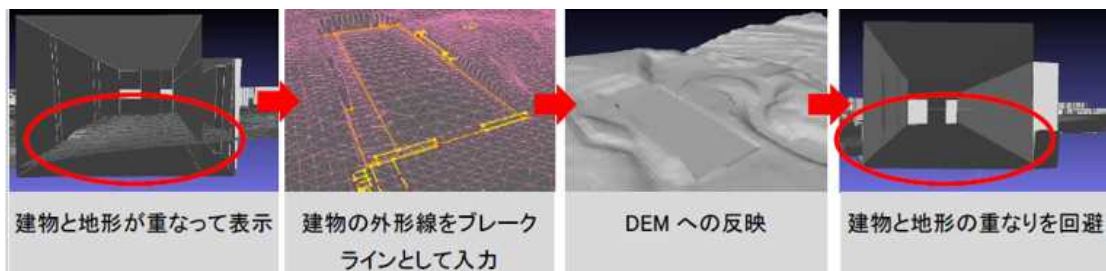 建物と地形が重なって表示
建物の外形線をブレーク
ラインとして入力
DEM への反映
建物と地形の重なりを回避